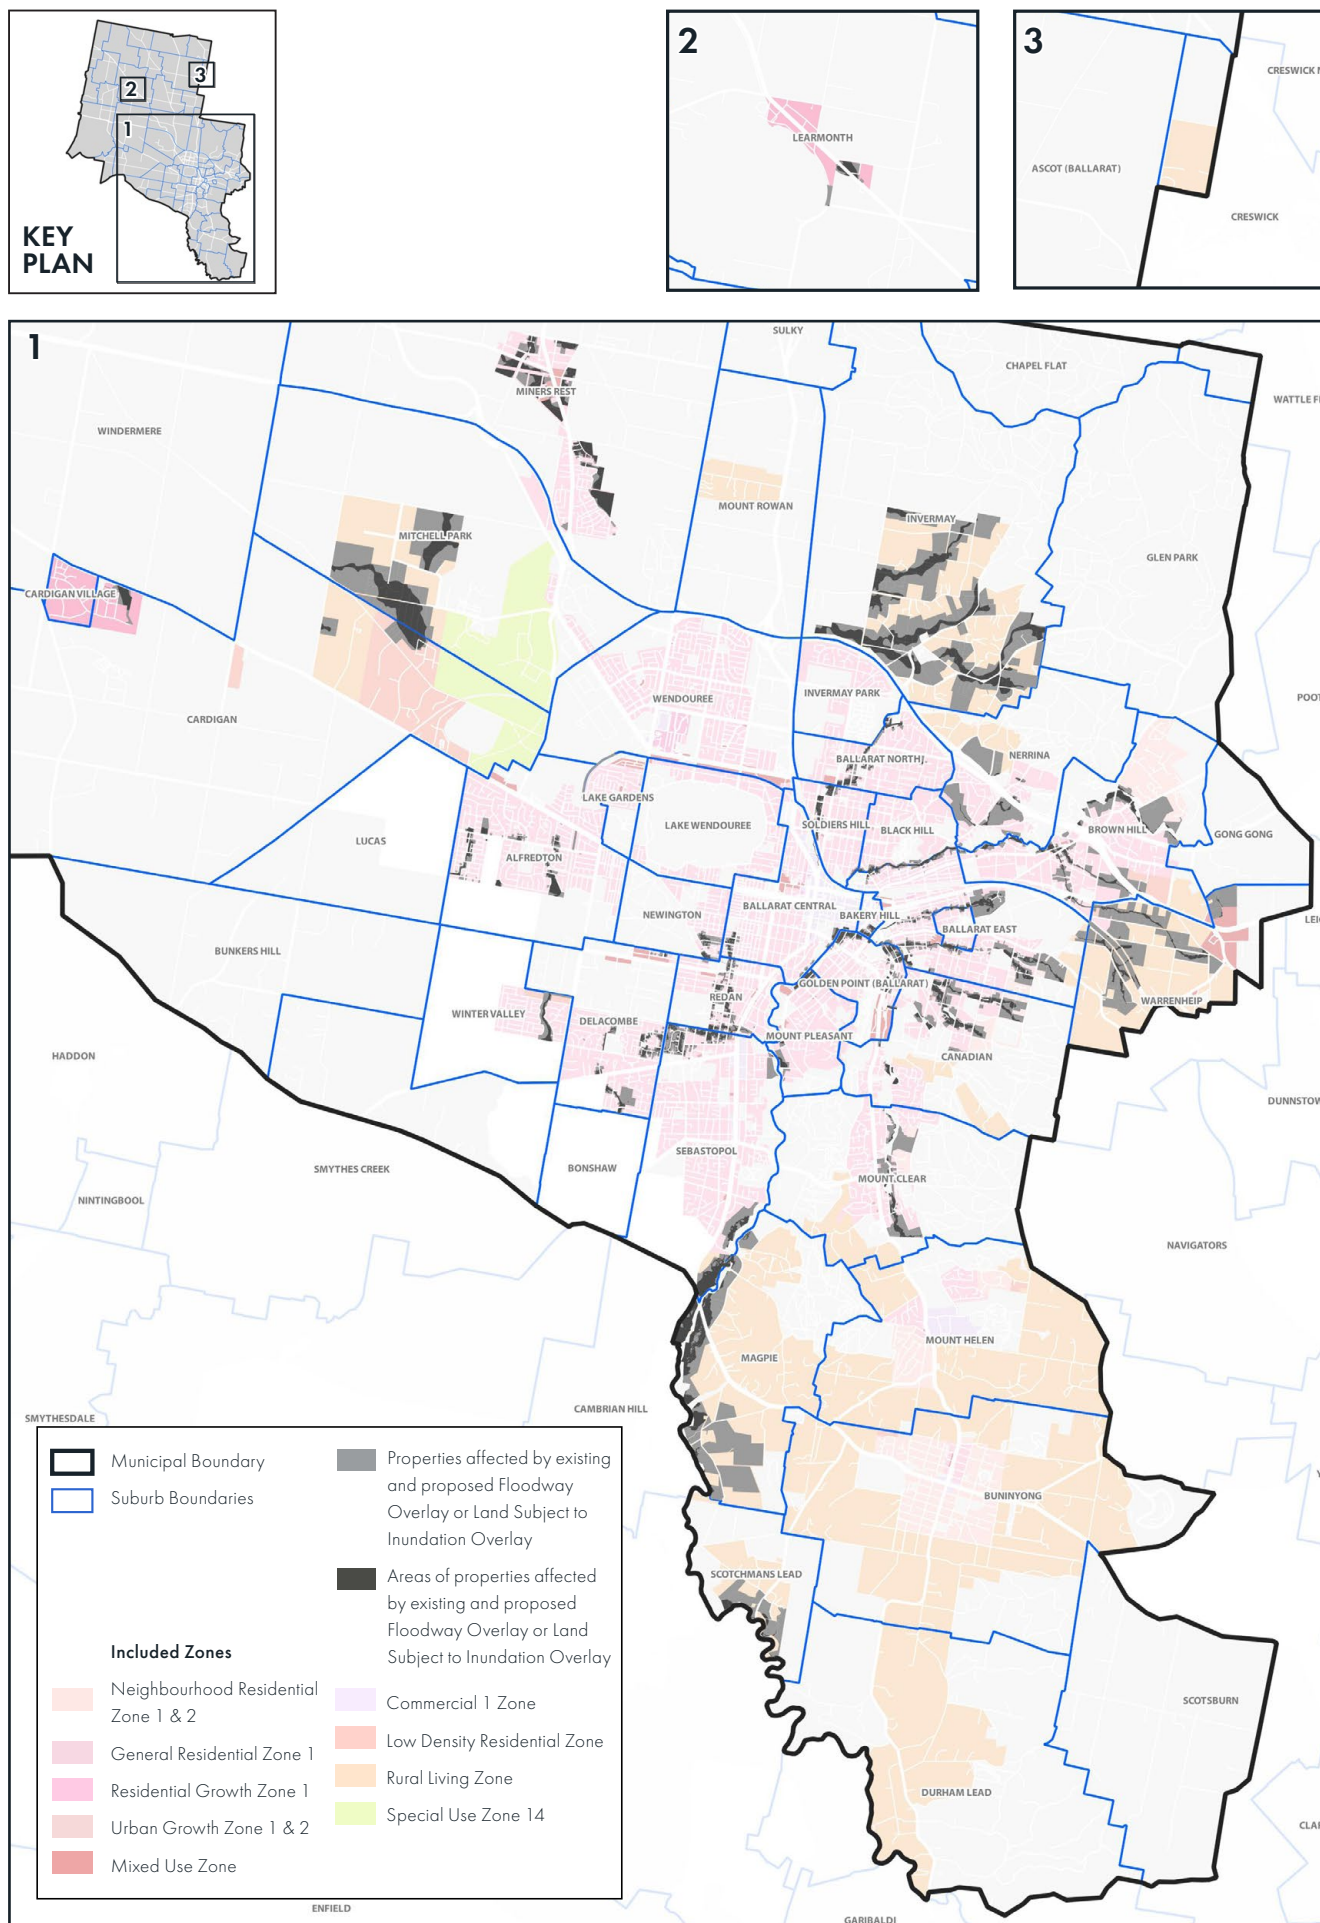 2
3
1
KEY
PLAN
2
LEARMONTH
3
ASCOT (BALLARAT)
CRESWICK
CRESWICK
1
SULKY
CHAPEL FLAT
WATTLE
MINERS REST
WINDERMERE
MOUNT ROWAN
INVERMAY
MITCHELL PARK
GLEN PARK
CARDIGAN VILLAGE
WENDOUREE
INVERMAY PARK
CARDIGAN
BALLARAT NORTH
NERRINA
LAKE GARDENS
LAKE WENDOUREE
SOLDIERS HILL
BLACK HILL
BROWN HILL
GONG GONG
LUCAS
ALFREDTON
NEWINGTON
BALLARAT CENTRAL
BAKERY HILL
BALLARAT EAST
BUNKERS HILL
GOLDEN POINT (BALLARAT)
REDAN
WARRENHEIP
WINTER VALLEY
DELACOMBE
MOUNT PLEASANT
CANADIAN
HADDON
SEBASTOPOL
SMYTHES CREEK
BONSHAW
MOUNT CLEAR
NINTINGBOOL
NAVIGATORS
MOUNT HELEN
MAGPIE
CAMBRIAN HILL
SMYTHESDALE
BUNINYONG
SCOTCHMANS LEAD
SCOTSBURN
DURHAM LEAD
ENFIELD
GARIBALDI
Municipal Boundary
Suburb Boundaries
Properties affected by existing
and proposed Floodway
Overlay or Land Subject to
Inundation Overlay
Areas of properties affected
by existing and proposed
Floodway Overlay or Land
Subject to Inundation Overlay
Included Zones
Neighbourhood Residential
Zone 1 & 2
General Residential Zone 1
Residential Growth Zone 1
Urban Growth Zone 1 & 2
Mixed Use Zone
Commercial 1 Zone
Low Density Residential Zone
Rural Living Zone
Special Use Zone 14